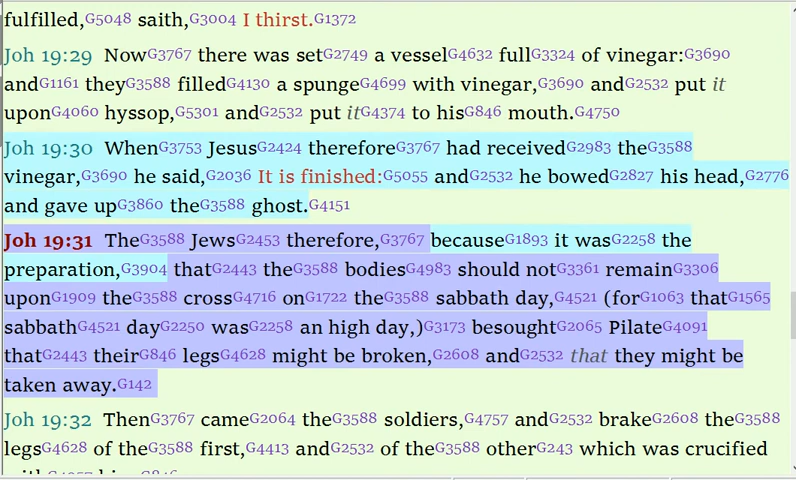 fulfilled,G5048 saith,G3004 I thirst.G1372
Joh 19:29 NowG3767 there was setG2749 a vesselG4632 fullG3324 of vinegar:G3690
andG1161 theyG3588 filledG4130 a spungeG4699 with vinegar,G3690 andG2532 put it
uponG4060 hyssop,G5301 andG2532 put itG4374 to hisG846 mouth.G4750
Joh 19:30 WhenG3753 JesusG2424 thereforeG3767 had receivedG2983 theG3588
vinegar,G3690 he said,G2036 It is finished:G5055 andG2532 he bowedG2827 his head,G2776
and gave upG3860 theG3588 ghost.G4151
Joh 19:31 TheG3588 JewsG2453 therefore,G3767 becauseG1893 it wasG2258 the
preparation,G3904 thatG2443 theG3588 bodiesG4983 should notG3361 remainG3306
uponG1909 theG3588 crossG4716 onG1722 theG3588 sabbath day,G4521 (forG1063 thatG1565
sabbathG4521 dayG2250 wasG2258 an high day,)G3173 besoughtG2065 PilateG4091
thatG2443 theirG846 legsG4628 might be broken,G2608 andG2532 that they might be
taken away.G142
Joh 19:32 ThenG3767 cameG2064 theG3588 soldiers,G4757 andG2532 brakeG2608 theG3588
legsG4628 of theG3588 first,G4413 andG2532 of theG3588 otherG243 which was crucified